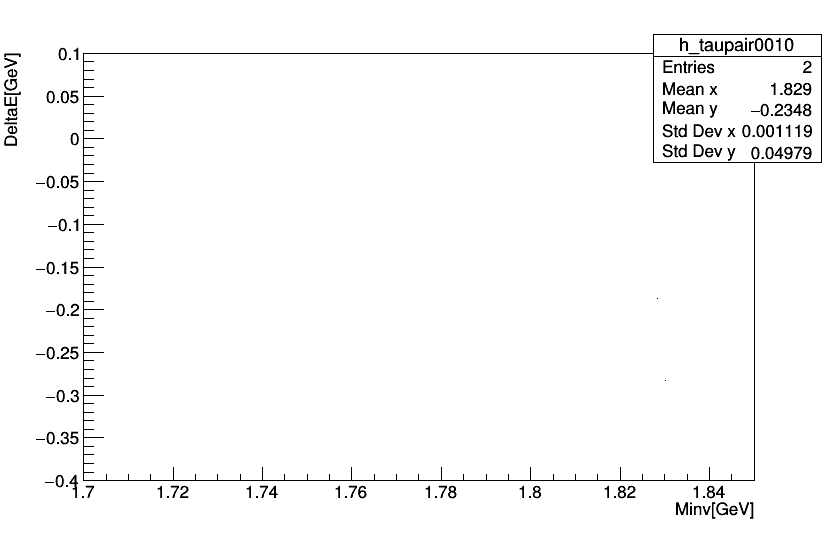 h_taupair0010
Entries 2
Mean x 1.829
Mean y −0.2348
Std Dev x 0.001119
Std Dev y 0.04979
DeltaE[GeV]
0.1
0.05
0
−0.05
−0.1
−0.15
−0.2
−0.25
−0.3
−0.35
−0.4
1.7 1.72 1.74 1.76 1.78 1.8 1.82 1.84
Minv[GeV]